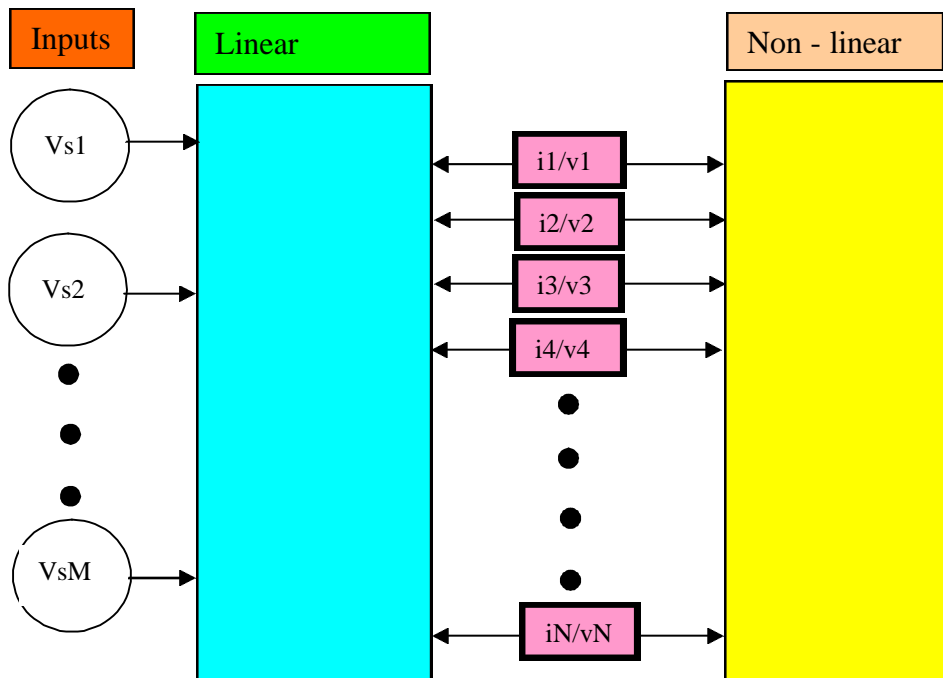 Inputs
Linear
Non - linear
Vs1
i1/v1
i2/v2
Vs2
i3/v3
i4/v4
VsM
iN/vN